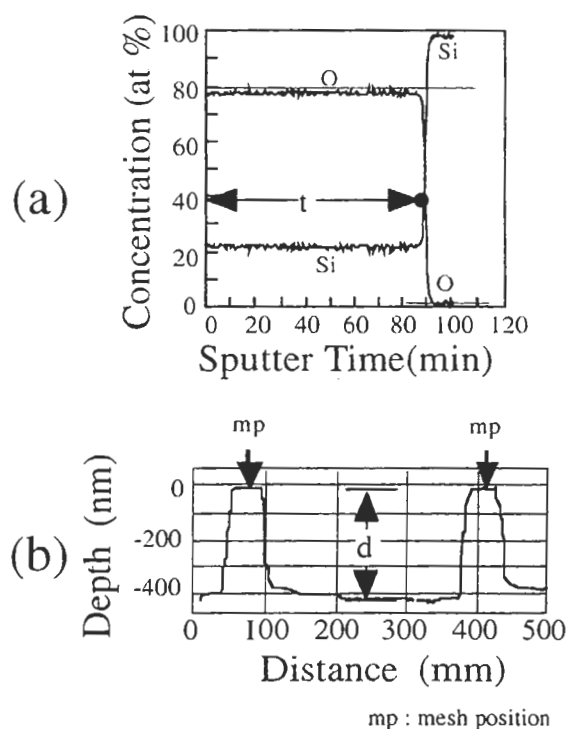 (a)
Concentration (at %)
100
80
60
40
20
0
Si
O
t
Si
O
0 20 40 60 80 100 120
Sputter Time(min)
(b)
mp mp
Depth (nm)
0
-200
-400
d
0 100 200 300 400 500
Distance (mm)
mp : mesh position